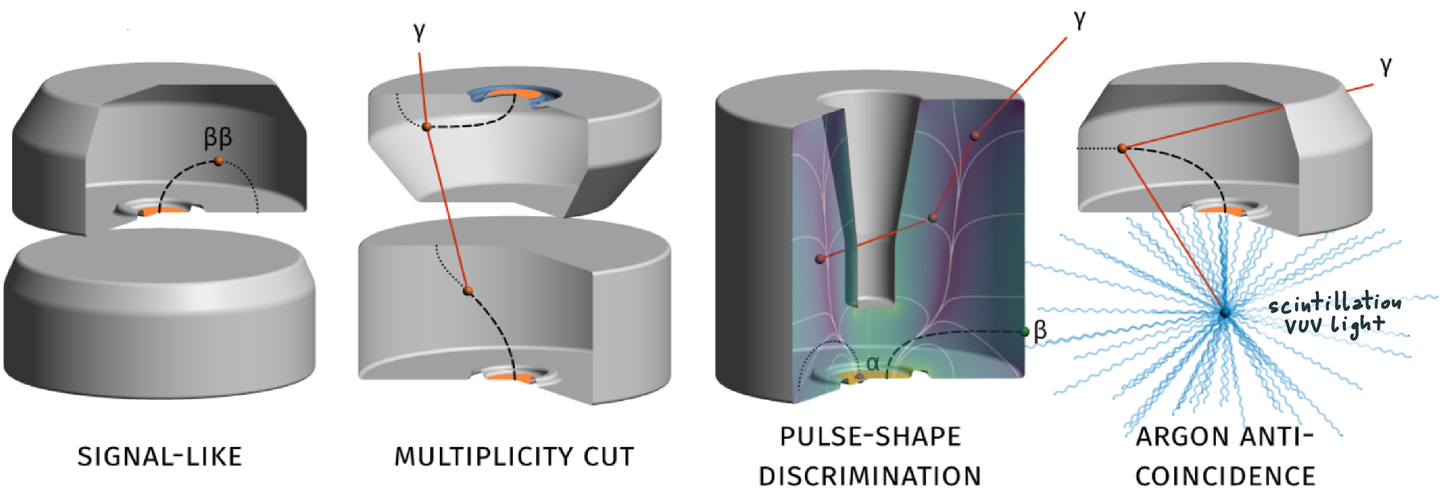 γ
γ
γ
ββ
β
α
scintillation
VUV light
SIGNAL-LIKE
MULTIPLICITY CUT
PULSE-SHAPE
DISCRIMINATION
ARGON ANTI-
COINCIDENCE